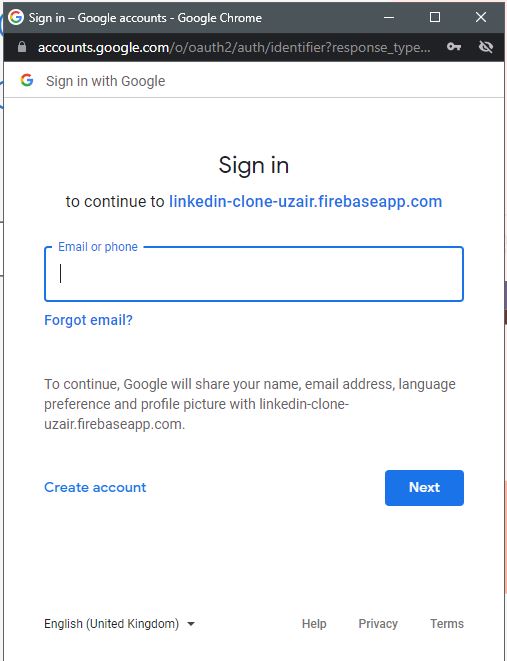 Sign in – Google accounts - Google Chrome
accounts.google.com/o/oauth2/auth/identifier?response_type...
Sign in with Google
Sign in
to continue to linkedin-clone-uzair.firebaseapp.com
Email or phone
Forgot email?
To continue, Google will share your name, email address, language
preference and profile picture with linkedin-clone-
uzair.firebaseapp.com.
Create account
Next
English (United Kingdom)
Help Privacy Terms